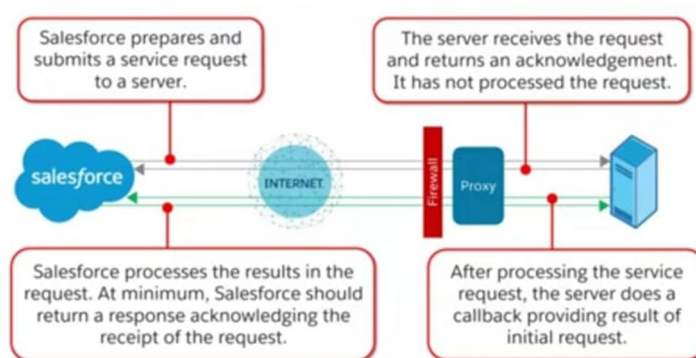 Salesforce prepares and
submits a service request
to a server.
The server receives the request
and returns an acknowledgement.
It has not processed the request.
salesforce
INTERNET
Firewall
Proxy
Salesforce processes the results in the
request. At minimum, Salesforce should
return a response acknowledging the
receipt of the request.
After processing the service
request, the server does a
callback providing result of
initial request.